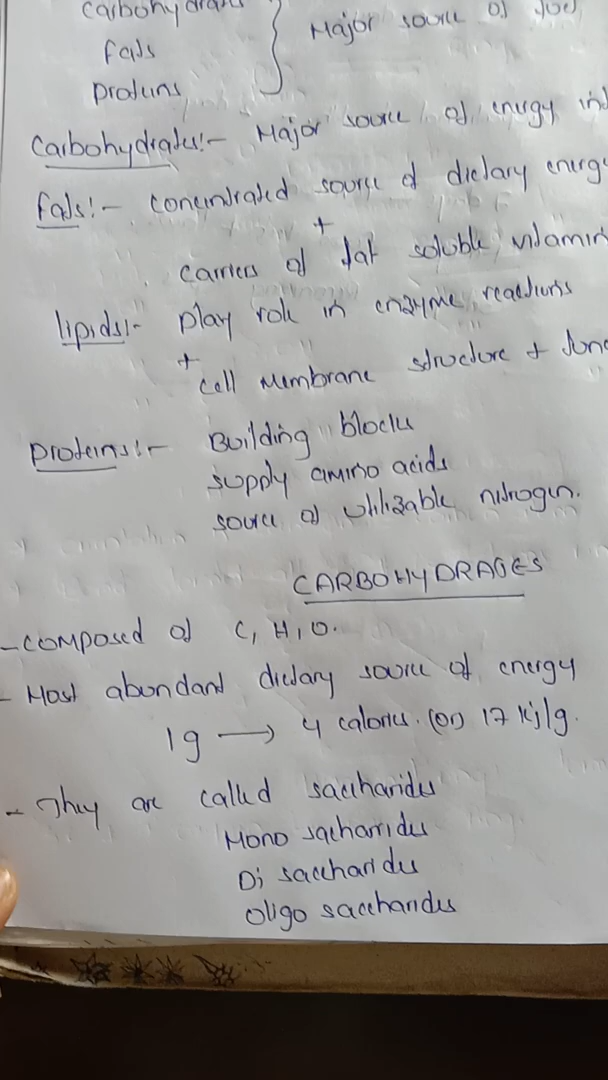 carbohydrates
fats } Major source of
proteins
Carbohydrates:- Major source of energy
fats:- concentrated source of dietary energy
+
carriers of fat soluble vitamin
lipids:- play role in enzyme reactions
+
cell Membrane structure +
proteins:- Building blocks
supply amino acids
source of utilizable nitrogen.
CARBOHYDRAGES
- composed of C, H, O.
- Most abundant dietary source of energy
1g → 4 calories. (or) 17 kj/g.
- They are called saccharides
Mono saccharides
Di saccharides
Oligo saccharides